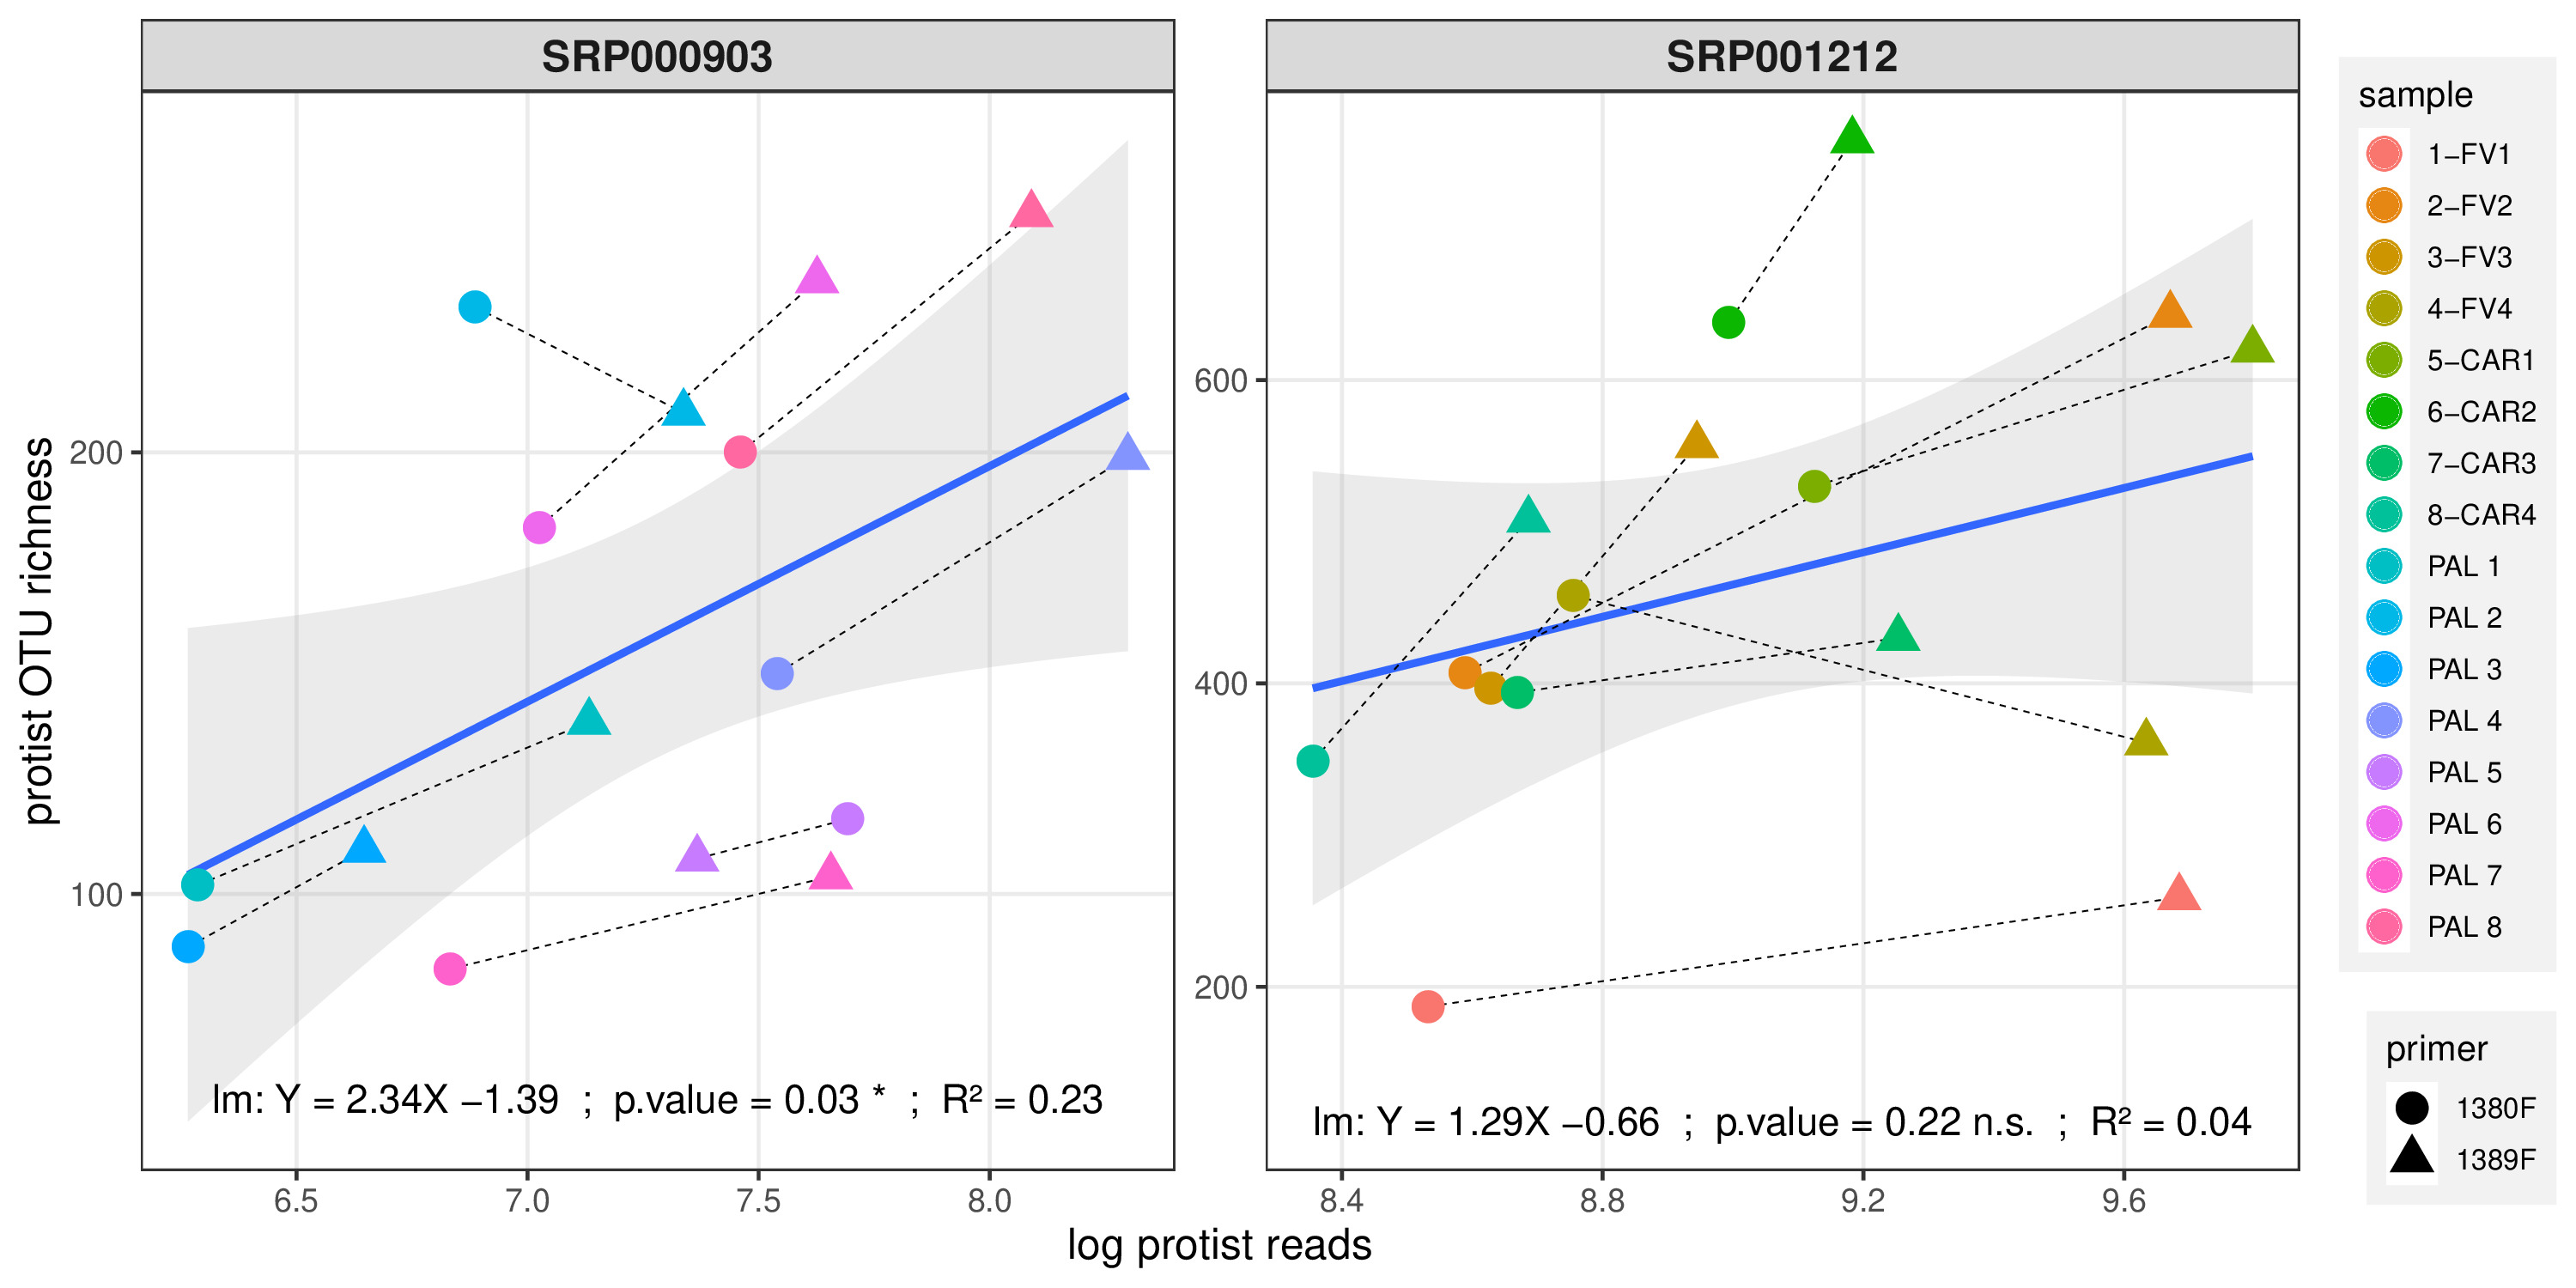 SRP000903
SRP001212
protist OTU richness
200
100
600
400
200
lm: Y = 2.34X −1.39 ; p.value = 0.03 * ; R² = 0.23
lm: Y = 1.29X −0.66 ; p.value = 0.22 n.s. ; R² = 0.04
6.5 7.0 7.5 8.0
8.4 8.8 9.2 9.6
log protist reads
sample
1−FV1
2−FV2
3−FV3
4−FV4
5−CAR1
6−CAR2
7−CAR3
8−CAR4
PAL 1
PAL 2
PAL 3
PAL 4
PAL 5
PAL 6
PAL 7
PAL 8
primer
1380F
1389F